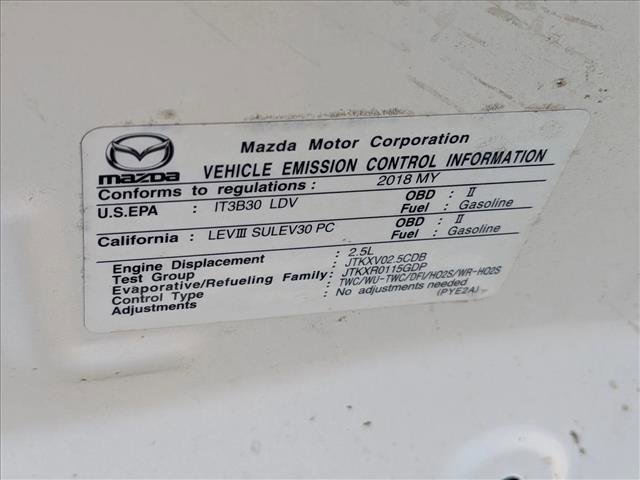 Mazda Motor Corporation
mazda
VEHICLE EMISSION CONTROL INFORMATION
Conforms to regulations : 2018 MY
U.S.EPA : IT3B30 LDV OBD : II
Fuel : Gasoline
California : LEVIII SULEV30 PC OBD : II
Fuel : Gasoline
Engine Displacement : 2.5L
Test Group : JTKXV02.5CDB
Evaporative/Refueling Family : JTKXR0115GDP
Control Type : TWC/WU-TWC/DFI/HO2S/WR-HO2S
Adjustments : No adjustments needed
(PYE2A)